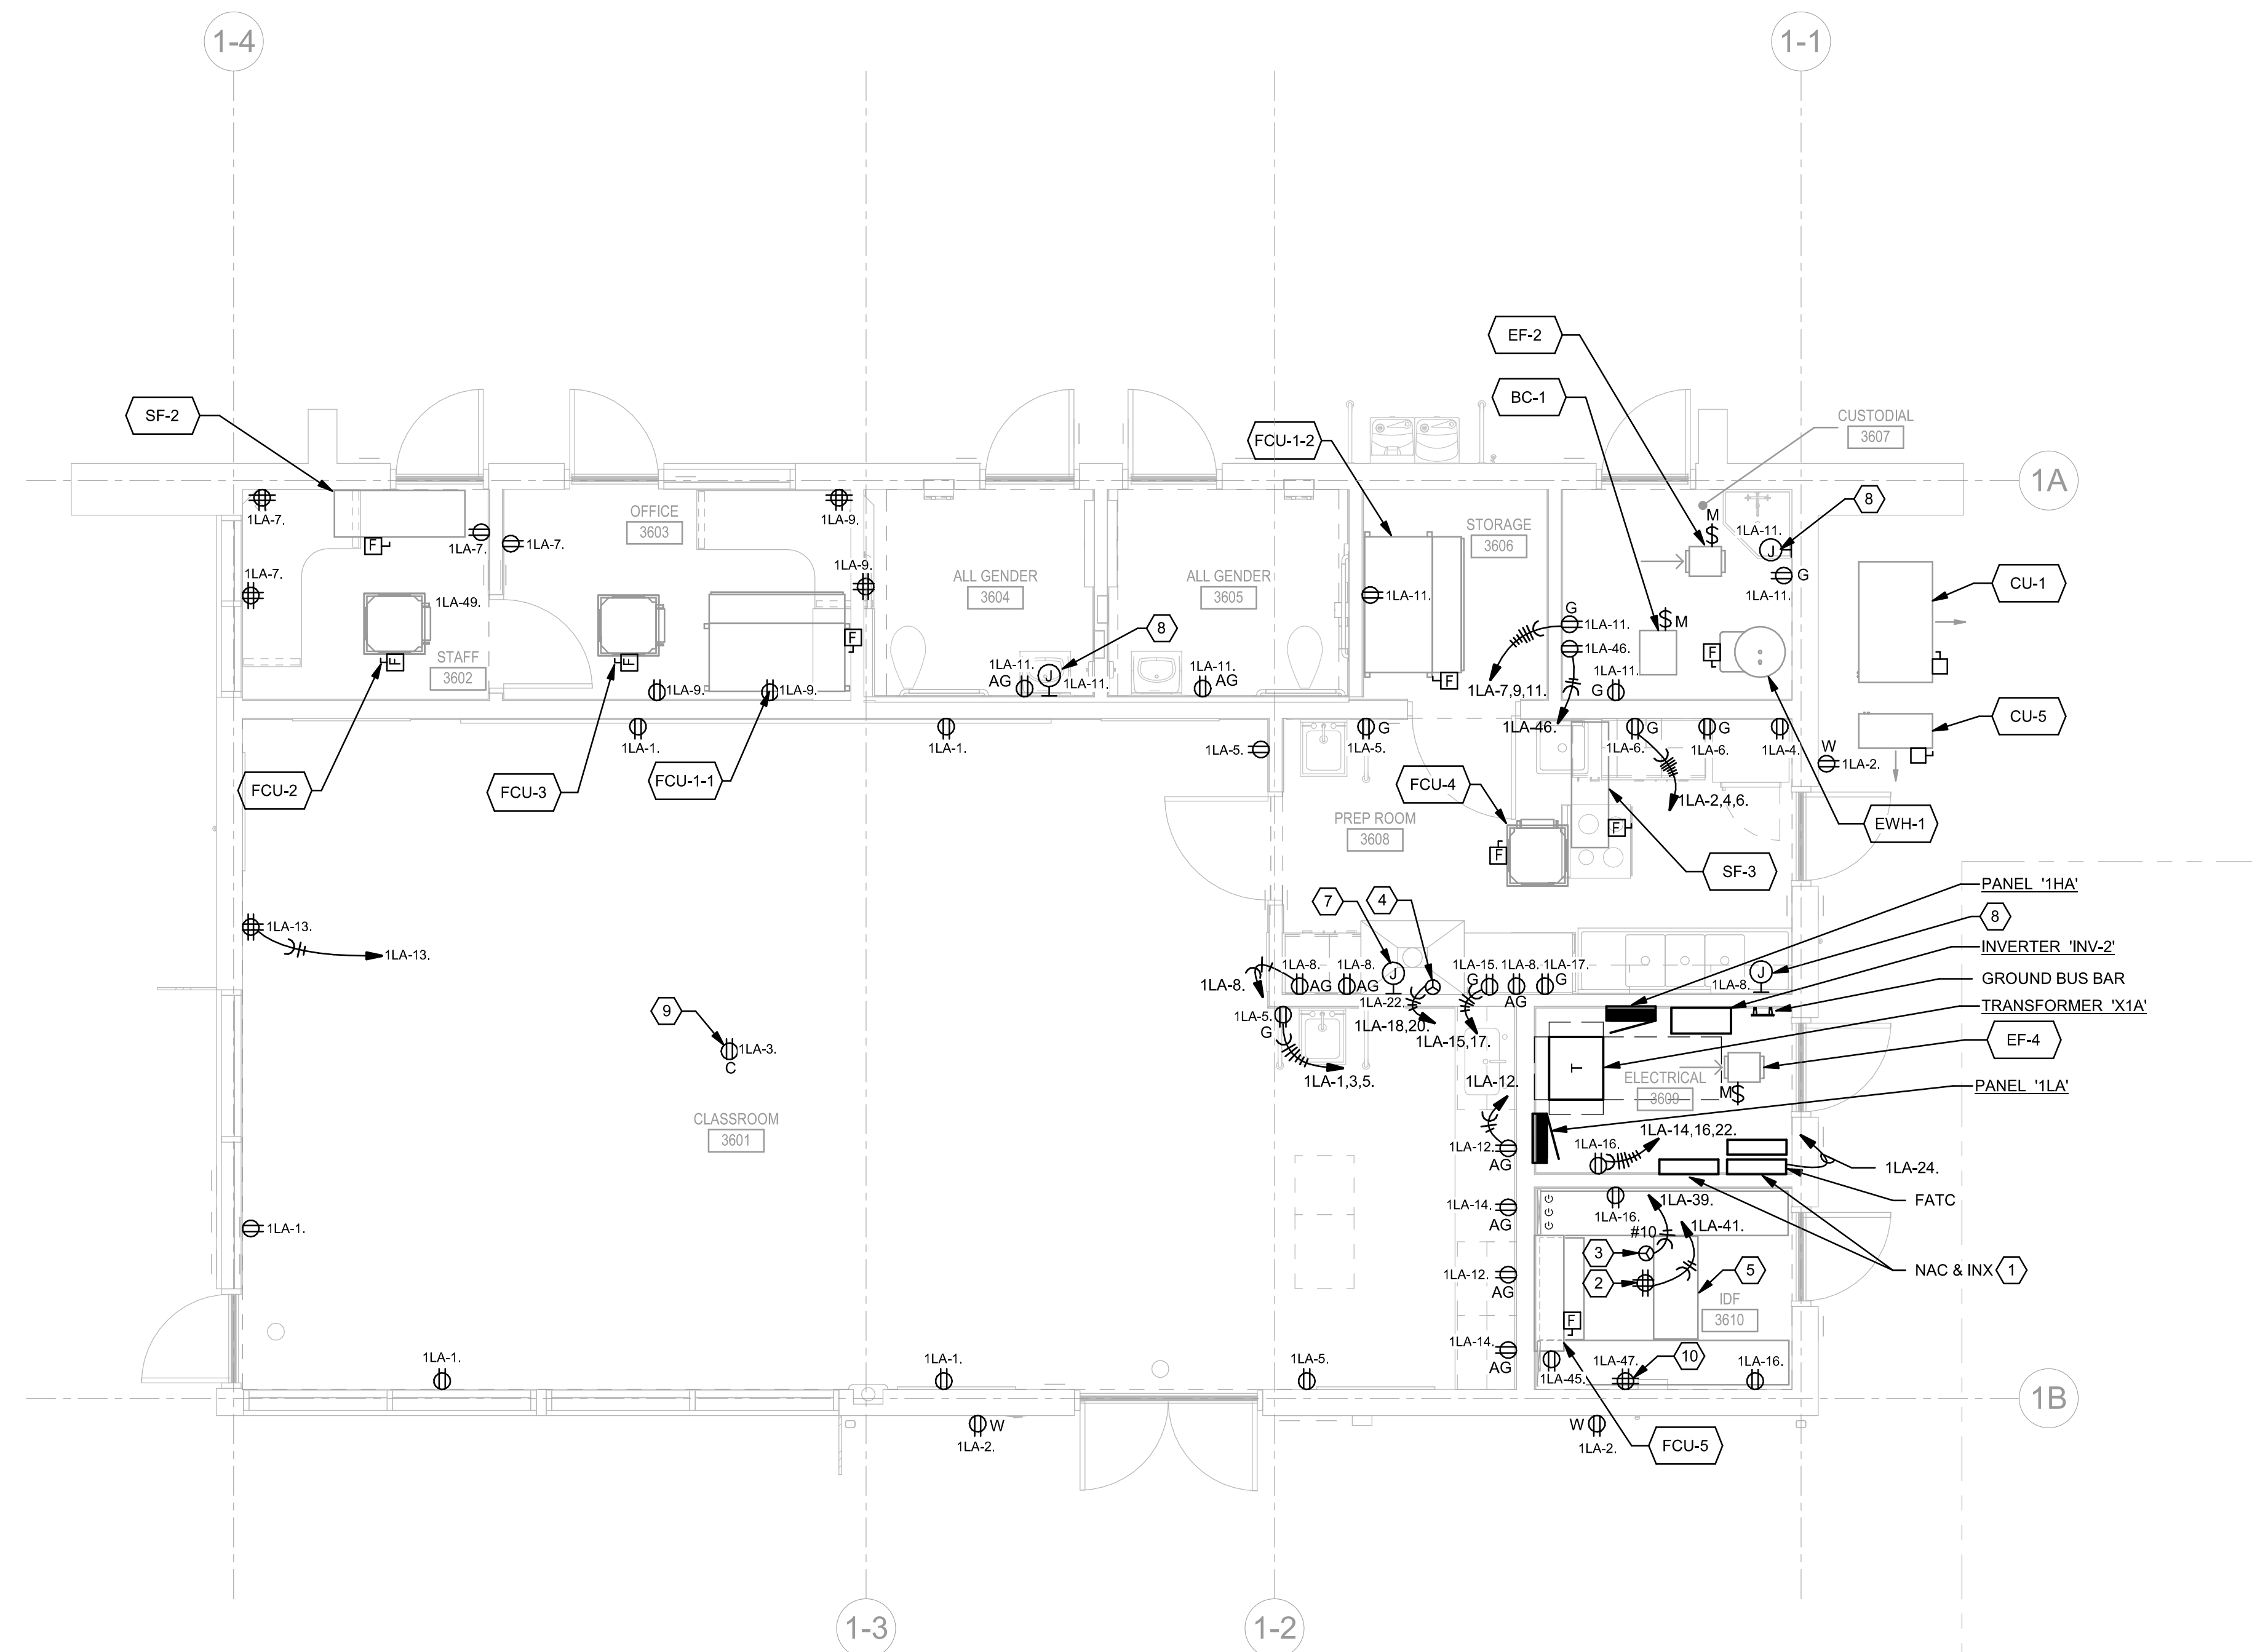 1-4
1-1
EF-2
BC-1
CUSTODIAL
3607
SF-2
FCU-1-2
1A
1LA-7.
OFFICE
3603
1LA-9.
STORAGE
3606
M
$
1LA-11.
J
8
F
1LA-7.
1LA-7.
1LA-7.
1LA-9.
ALL GENDER
3604
ALL GENDER
3605
1LA-11.
G
1LA-11.
CU-1
1LA-49.
G
1LA-11.
$
M
8
F
1LA-46.
F
F
F
STAFF
3602
1LA-11.
AG
J
1LA-11.
1LA-11.
AG
F
1LA-11.
G
1LA-9.
1LA-9.
1LA-7,9,11.
1LA-46.
CU-5
1LA-1.
1LA-1.
1LA-5.
G
1LA-5.
G
1LA-6.
G
1LA-6.
1LA-4.
W
1LA-2.
FCU-2
FCU-3
FCU-1-1
FCU-4
1LA-2,4,6.
PREP ROOM
3608
F
F
EWH-1
SF-3
PANEL '1HA'
7
4
8
1LA-13.
1LA-13.
INVERTER 'INV-2'
1LA-8.
1LA-8.
J
1LA-15.
1LA-8.
1LA-17.
J
1LA-8.
AG
AG
G
G
1LA-8.
GROUND BUS BAR
1LA-22.
AG
TRANSFORMER 'X1A'
9
1LA-5.
G
1LA-18,20.
1LA-15,17.
EF-4
1LA-3.
C
T
ELECTRICAL
3609
M
$
1LA-1,3,5.
1LA-12.
PANEL '1LA'
CLASSROOM
3601
1LA-14,16,22.
1LA-12.
AG
1LA-16.
1LA-24.
1LA-14.
AG
G
G
G
1LA-16.
1LA-39.
FATC
1LA-1.
#10
1LA-41.
3
2
5
NAC & INX
1
1LA-12.
AG
IDF
3610
F
1LA-14.
AG
1LA-1.
1LA-1.
1LA-5.
1LA-45.
1LA-47.
10
1LA-16.
1B
W
1LA-2.
W
1LA-2.
FCU-5
1-3
1-2